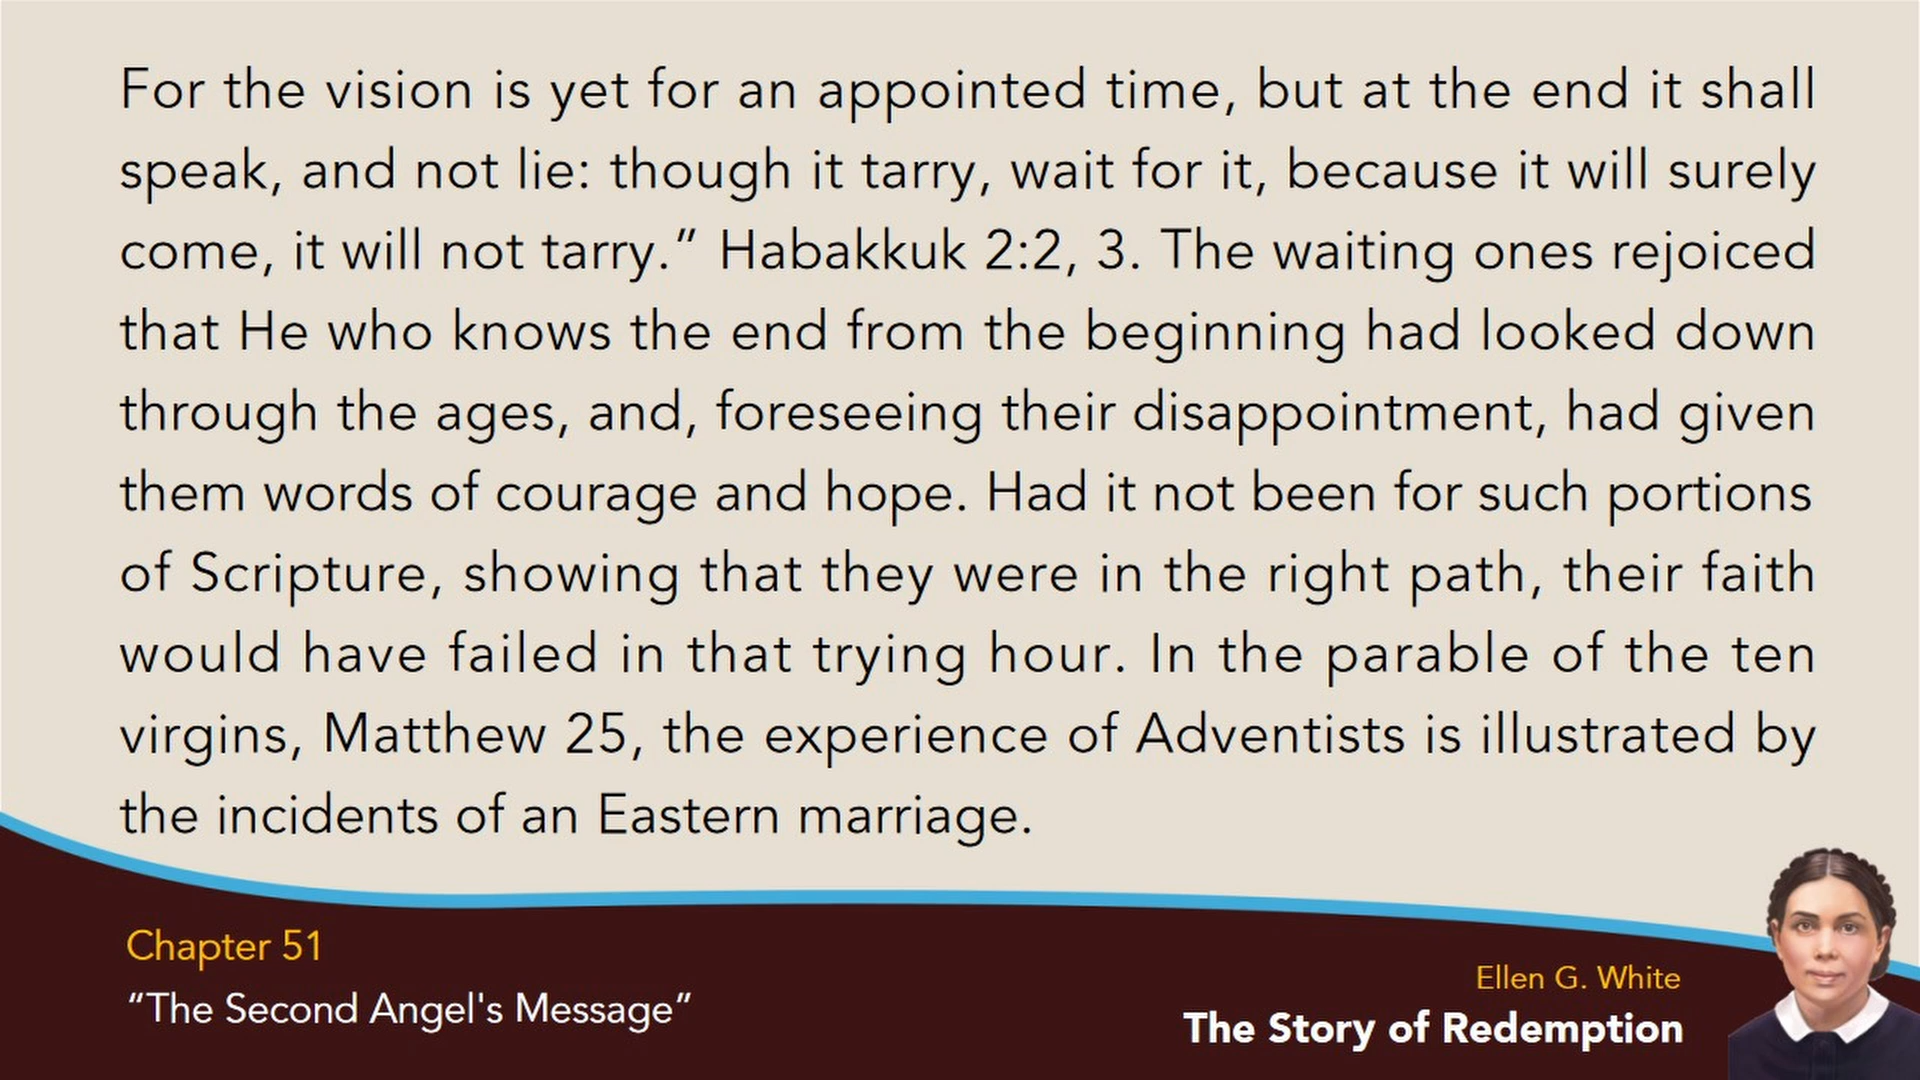 For the vision is yet for an appointed time, but at the end it shall
speak, and not lie: though it tarry, wait for it, because it will surely
come, it will not tarry.” Habakkuk 2:2, 3. The waiting ones rejoiced
that He who knows the end from the beginning had looked down
through the ages, and, foreseeing their disappointment, had given
them words of courage and hope. Had it not been for such portions
of Scripture, showing that they were in the right path, their faith
would have failed in that trying hour. In the parable of the ten
virgins, Matthew 25, the experience of Adventists is illustrated by
the incidents of an Eastern marriage.
Chapter 51
“The Second Angel's Message”
Ellen G. White
The Story of Redemption